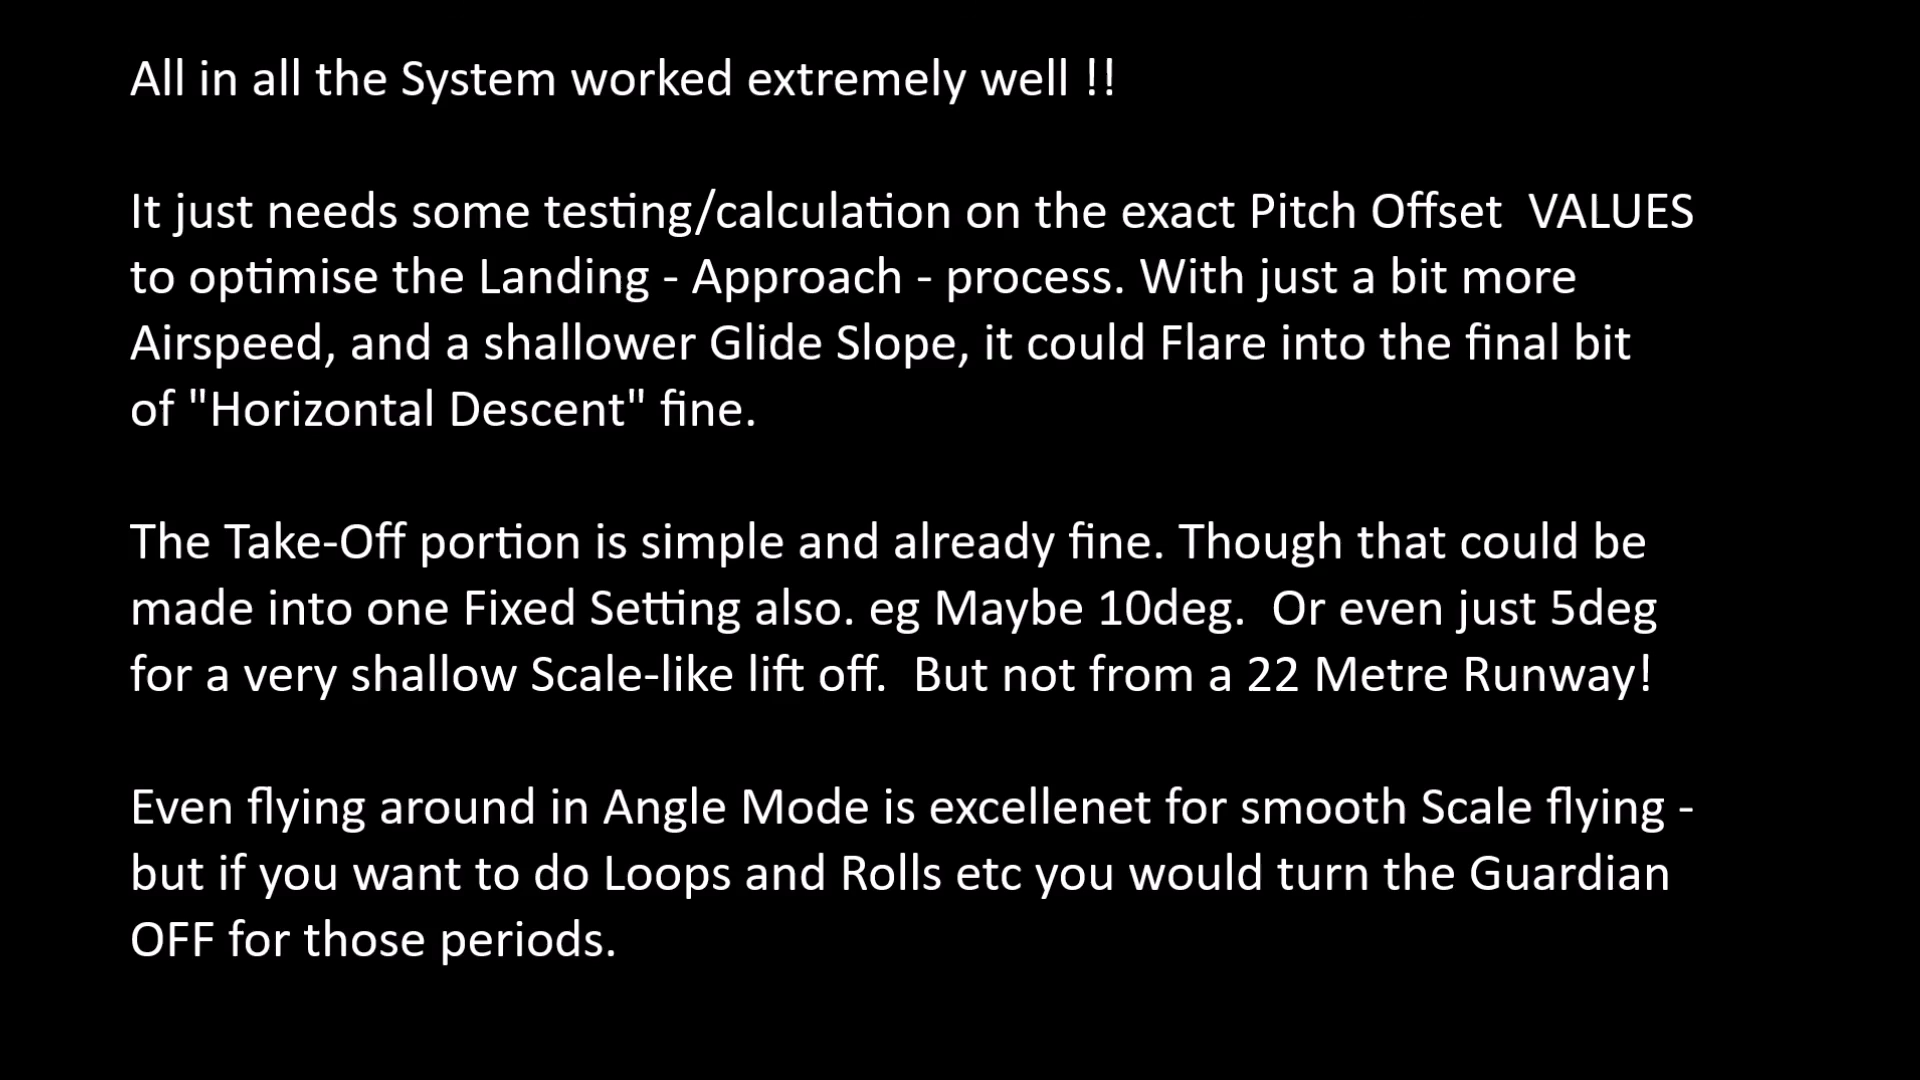 All in all the System worked extremely well !!
It just needs some testing/calculation on the exact Pitch Offset  VALUES
to optimise the Landing - Approach - process. With just a bit more
Airspeed, and a shallower Glide Slope, it could Flare into the final bit
of "Horizontal Descent" fine.
The Take-Off portion is simple and already fine. Though that could be
made into one Fixed Setting also. eg Maybe 10deg.  Or even just 5deg
for a very shallow Scale-like lift off.  But not from a 22 Metre Runway!
Even flying around in Angle Mode is excellenet for smooth Scale flying -
but if you want to do Loops and Rolls etc you would turn the Guardian
OFF for those periods.